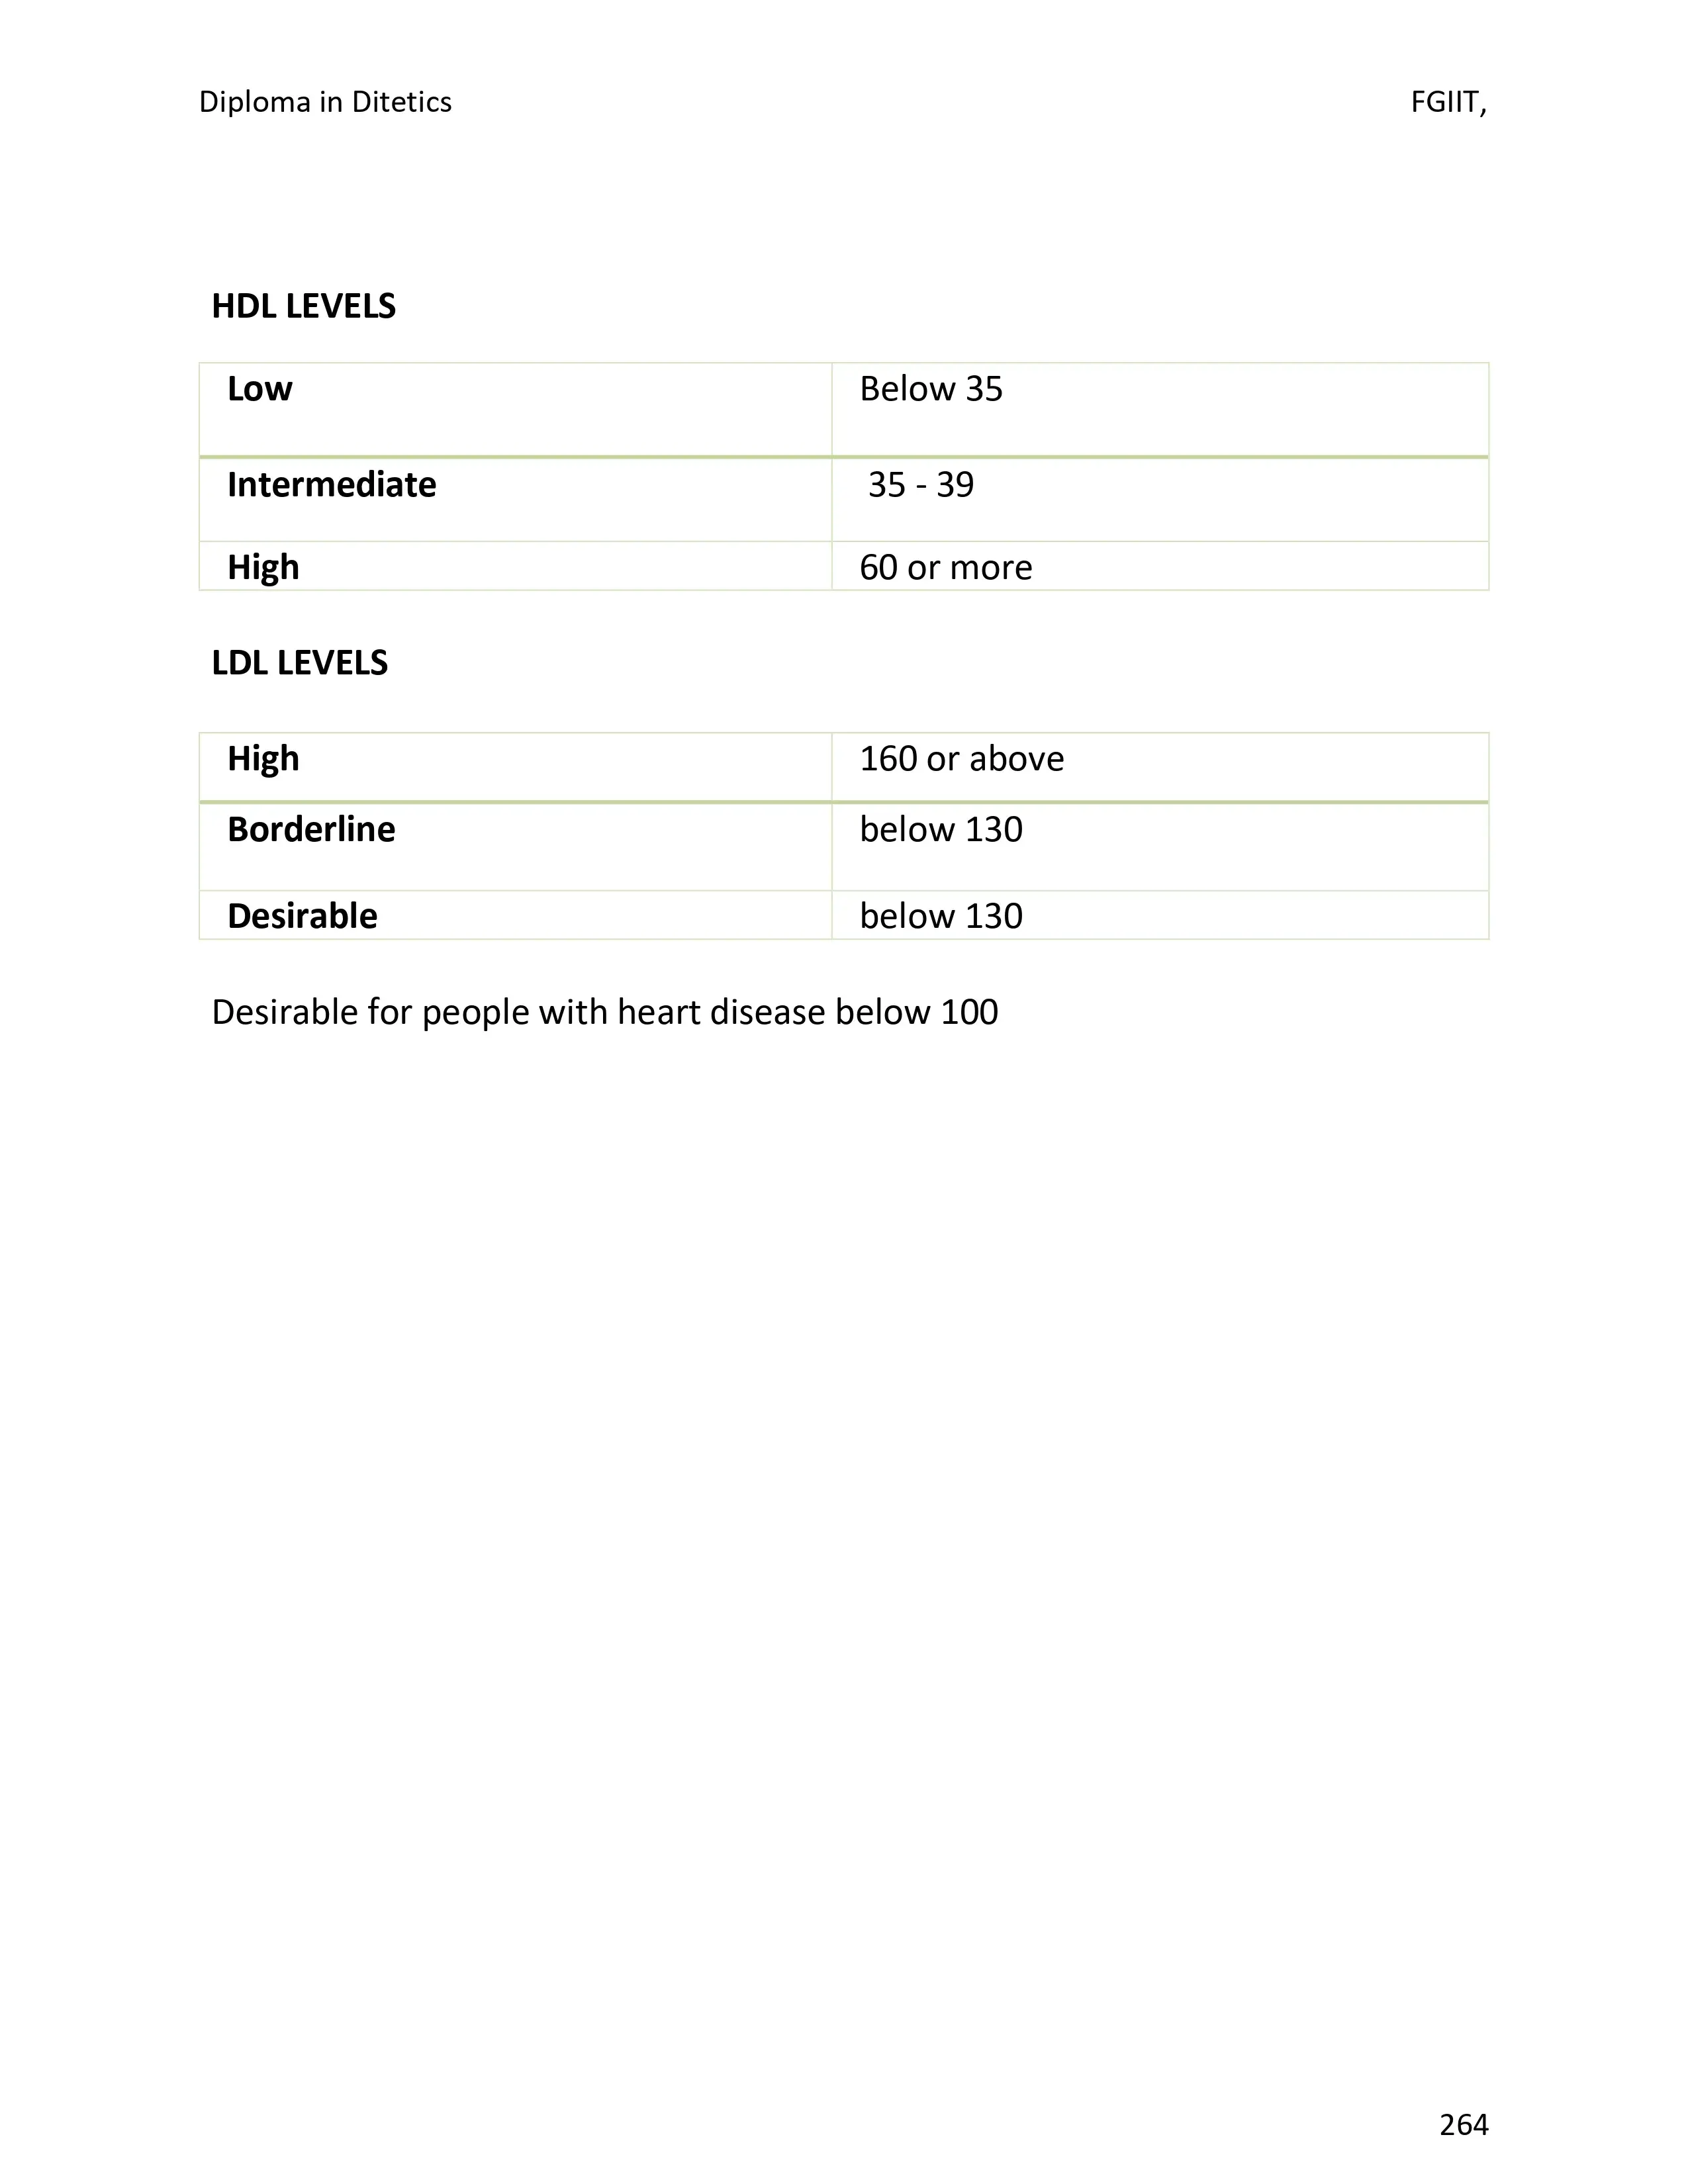 Diploma in Ditetics FGIIT,
HDL LEVELS
Low Below 35
Intermediate 35 - 39
High 60 or more
LDL LEVELS
High 160 or above
Borderline below 130
Desirable below 130
Desirable for people with heart disease below 100
264